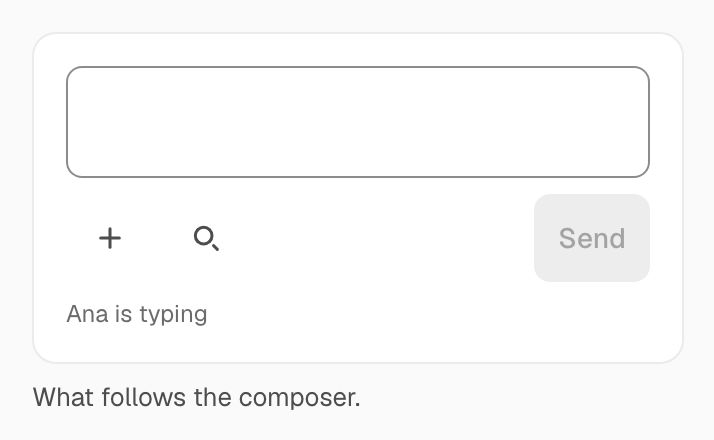 Send
Ana is typing
What follows the composer.